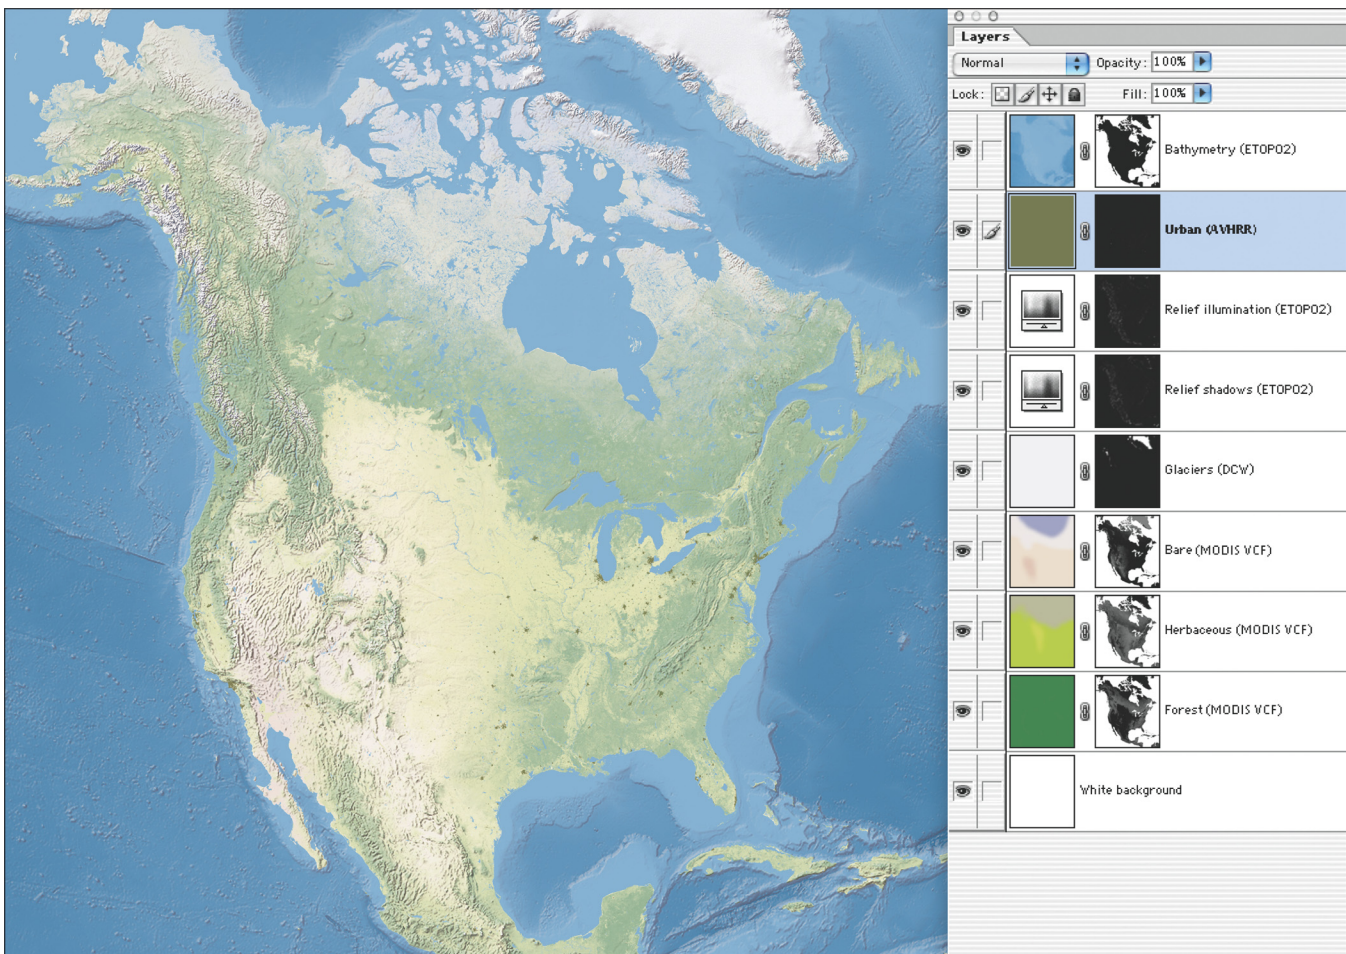 Layers
Normal
Opacity: 100%
Lock:
Fill: 100%
Bathymetry (ETOPO2)
Urban (AVHRR)
Relief illumination (ETOPO2)
Relief shadows (ETOPO2)
Glaciers (DCW)
Bare (MODIS VCF)
Herbaceous (MODIS VCF)
Forest (MODIS VCF)
White background